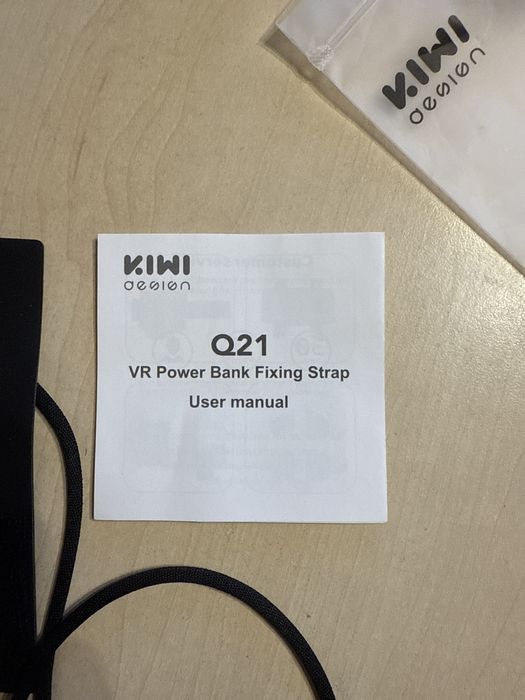 KIWI
design
KIWI
design
Q21
VR Power Bank Fixing Strap
User manual